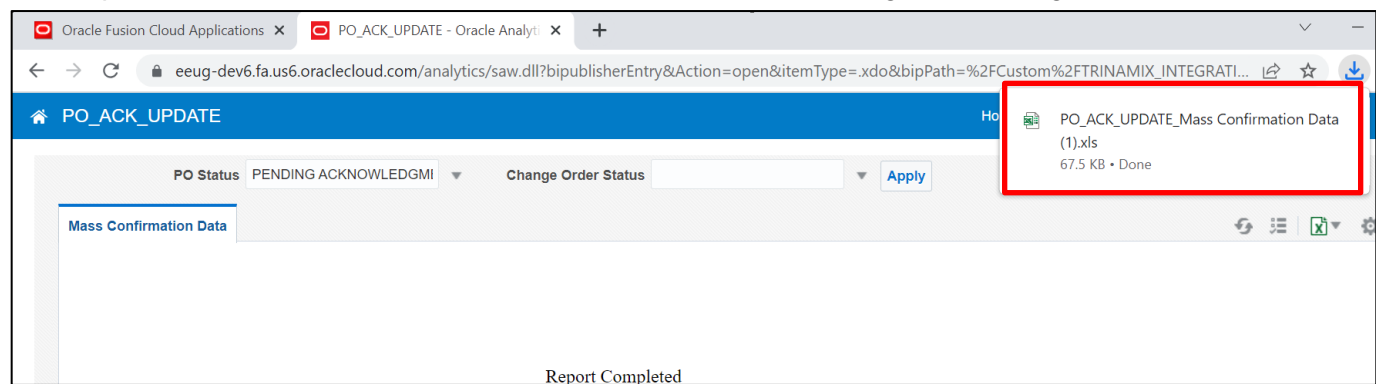 Oracle Fusion Cloud Applications
PO_ACK_UPDATE - Oracle Analyti
eeug-dev6.fa.us6.oraclecloud.com/analytics/saw.dll?bipublisherEntry&Action=open&itemType=.xdo&bipPath=%2FCustom%2FTRINAMIX_INTEGRATI...
PO_ACK_UPDATE
Ho
PO_ACK_UPDATE_Mass Confirmation Data
(1).xls
67.5 KB • Done
PO Status PENDING ACKNOWLEDGMI Change Order Status Apply
Mass Confirmation Data
Report Completed